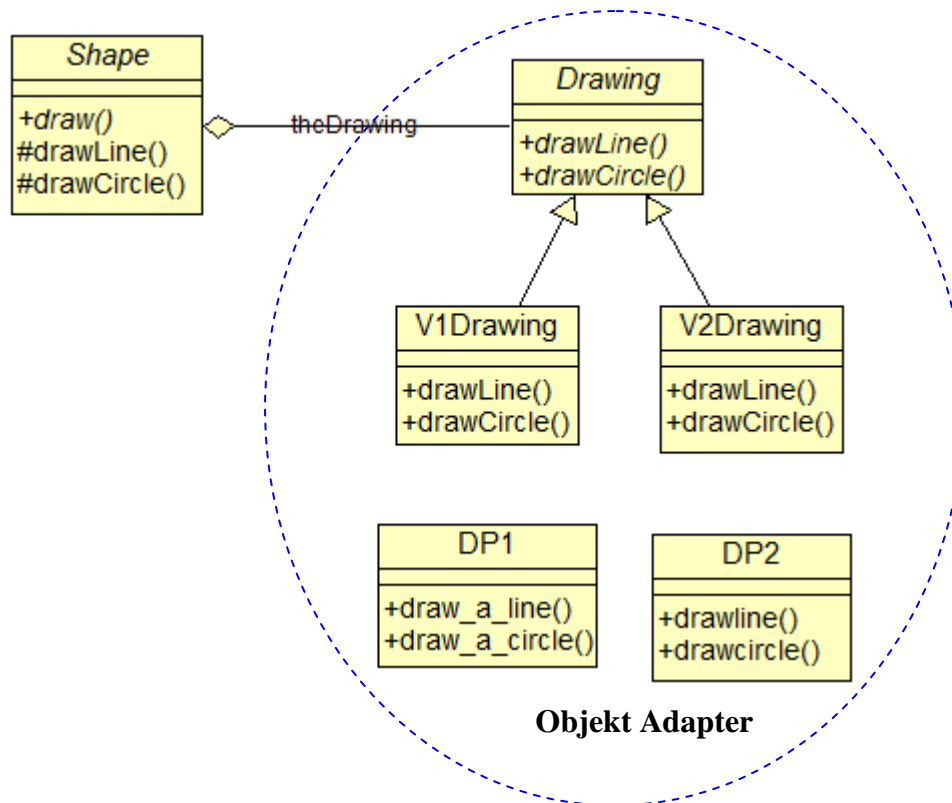 Shape
+draw()
#drawLine()
#drawCircle()
theDrawing
Drawing
+drawLine()
+drawCircle()
V1Drawing
+drawLine()
+drawCircle()
V2Drawing
+drawLine()
+drawCircle()
DP1
+draw_a_line()
+draw_a_circle()
DP2
+drawline()
+drawcircle()
Objekt Adapter